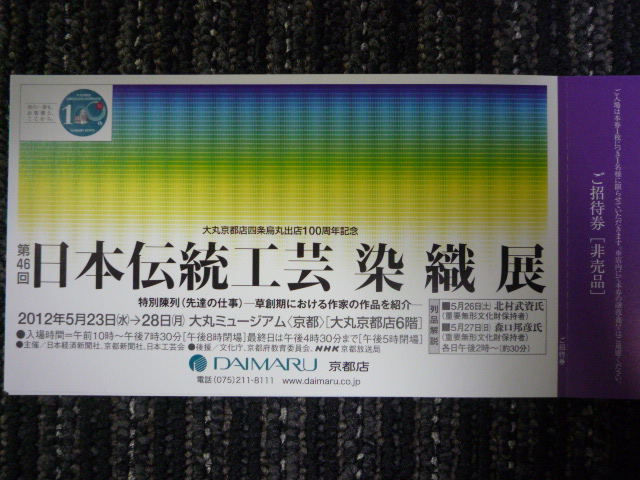 100
大丸京都店四条烏丸出店100周年記念
第46回
日本伝統工芸 染織展
特別陳列〈先達の仕事〉―草創期における作家の作品を紹介―
2012年5月23日(水)→28日(月) 大丸ミュージアム〈京都〉[大丸京都店6階]
●入場時間=午前10時~午後7時30分[午後8時閉場]最終日は午後4時30分まで[午後5時閉場]
●主催/日本経済新聞社、京都新聞社、日本工芸会 ●後援/文化庁、京都府教育委員会、NHK京都放送局
列品解説
■5月26日(土) 北村武資氏
(重要無形文化財保持者)
■5月27日(日) 森口邦彦氏
(重要無形文化財保持者)
各日午後2時~(約30分)
DAIMARU 京都店
電話(075)211-8111 www.daimaru.co.jp
ご招待券[非売品]
ご招待券